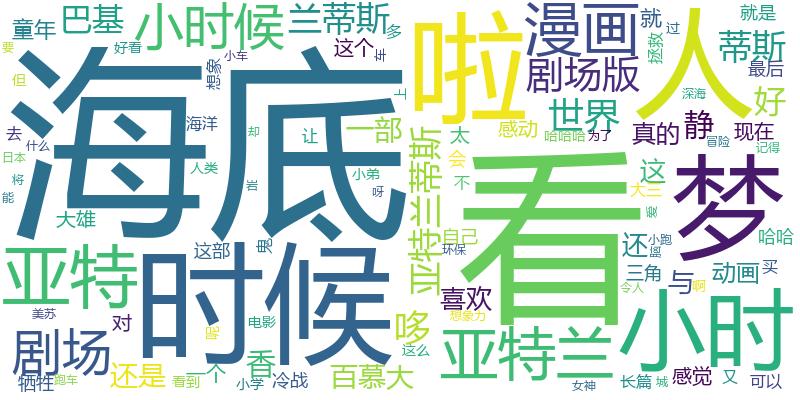 童年
巴基
小时候
兰蒂斯
多
这个
车
好看
小车
想象
要
但
海底
啦
漫画
就
就是
过
拯救
人
蒂斯
最后
剧场版
深海
好
世界
上
海洋
让
一部
却
去
什么
日本
将
能
人类
岩
小弟
呀
大雄
亚特兰蒂斯
太
会
不
感动
哈哈哈
为了
真的
静
现在
冒险
记得
看
这
大三
爱
梦
哈哈
亚特
时候
这部
鬼
自己
环保
还
小跑
三角
与
动画
买
喜欢
想象力
令人
啊
美苏
对
剧场
电影
香
哆
这么
亚特兰
小时
牺牲
跑车
还是
看到
一个
小学
冷战
百慕大
女神
长篇
城
感觉
又
可以